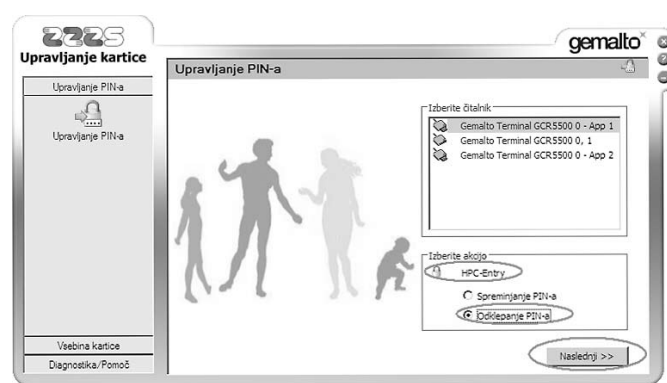 ZZZS
Upravljanje kartice
gemalto
Upravljanje PIN-a
Upravljanje PIN-a
Upravljanje PIN-a
Izberite čitalnik
Gemalto Terminal GCR5500 0 - App 1
Gemalto Terminal GCR5500 0, 1
Gemalto Terminal GCR5500 0 - App 2
Izberite akcijo
HPC-Entry
Spreminjanje PIN-a
Odklepanje PIN-a
Naslednji >>
Vsebina kartice
Diagnostika/Pomoč